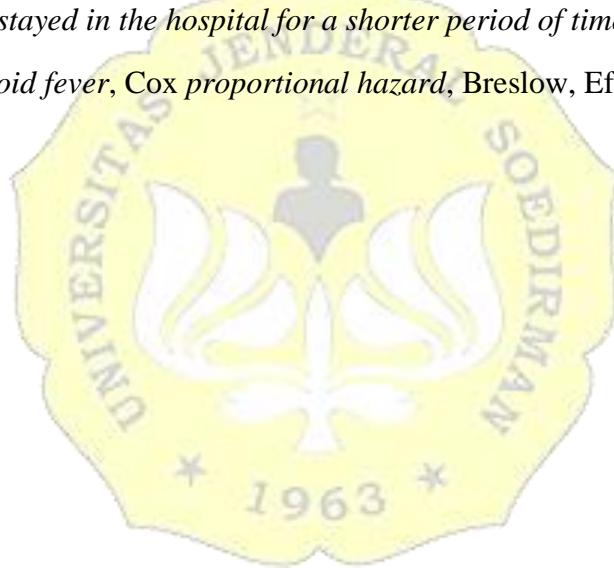 stayed in the hospital for a shorter period of time
oid fever, Cox proportional hazard, Breslow, Ef
UNIVERSITAS JENDERAL SOEDIRMAN
* 1963 *